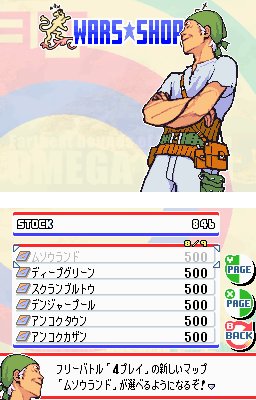 WARS★SHOP
STOCK 846
8/9
ムソウランド 500
ディープグリーン 500
スクランブルトウ 500
デンジャープール 500
アンコクタウン 500
アンコクカザン 500
Y PAGE
X PAGE
B BACK
フリーバトル「4プレイ」の新しいマップ
「ムソウランド」が選べるようになるぞ!♡